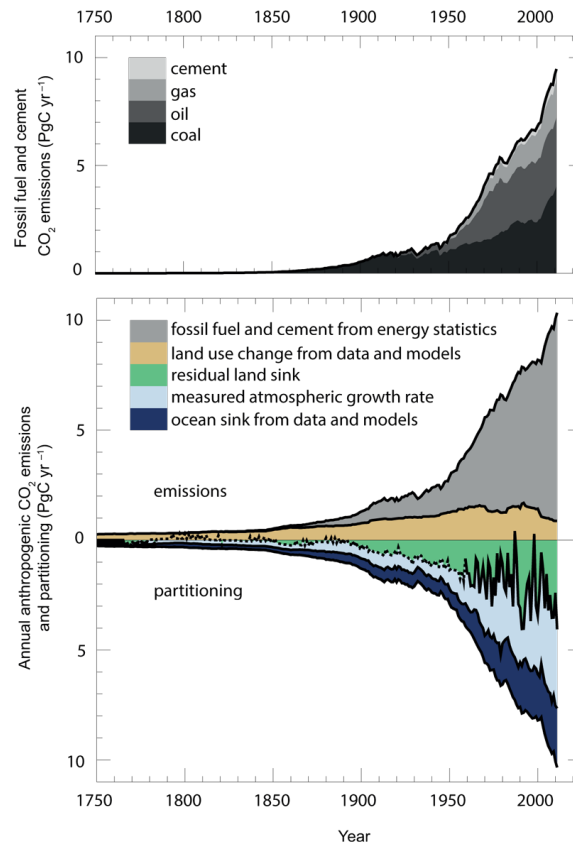 1750 1800 1850 1900 1950 2000
Fossil fuel and cement
CO2 emissions (PgC yr−1)
10
5
0
cement
gas
oil
coal
Annual anthropogenic CO2 emissions
and partitioning (PgC yr−1)
10
5
0
5
10
fossil fuel and cement from energy statistics
land use change from data and models
residual land sink
measured atmospheric growth rate
ocean sink from data and models
emissions
partitioning
1750 1800 1850 1900 1950 2000
Year